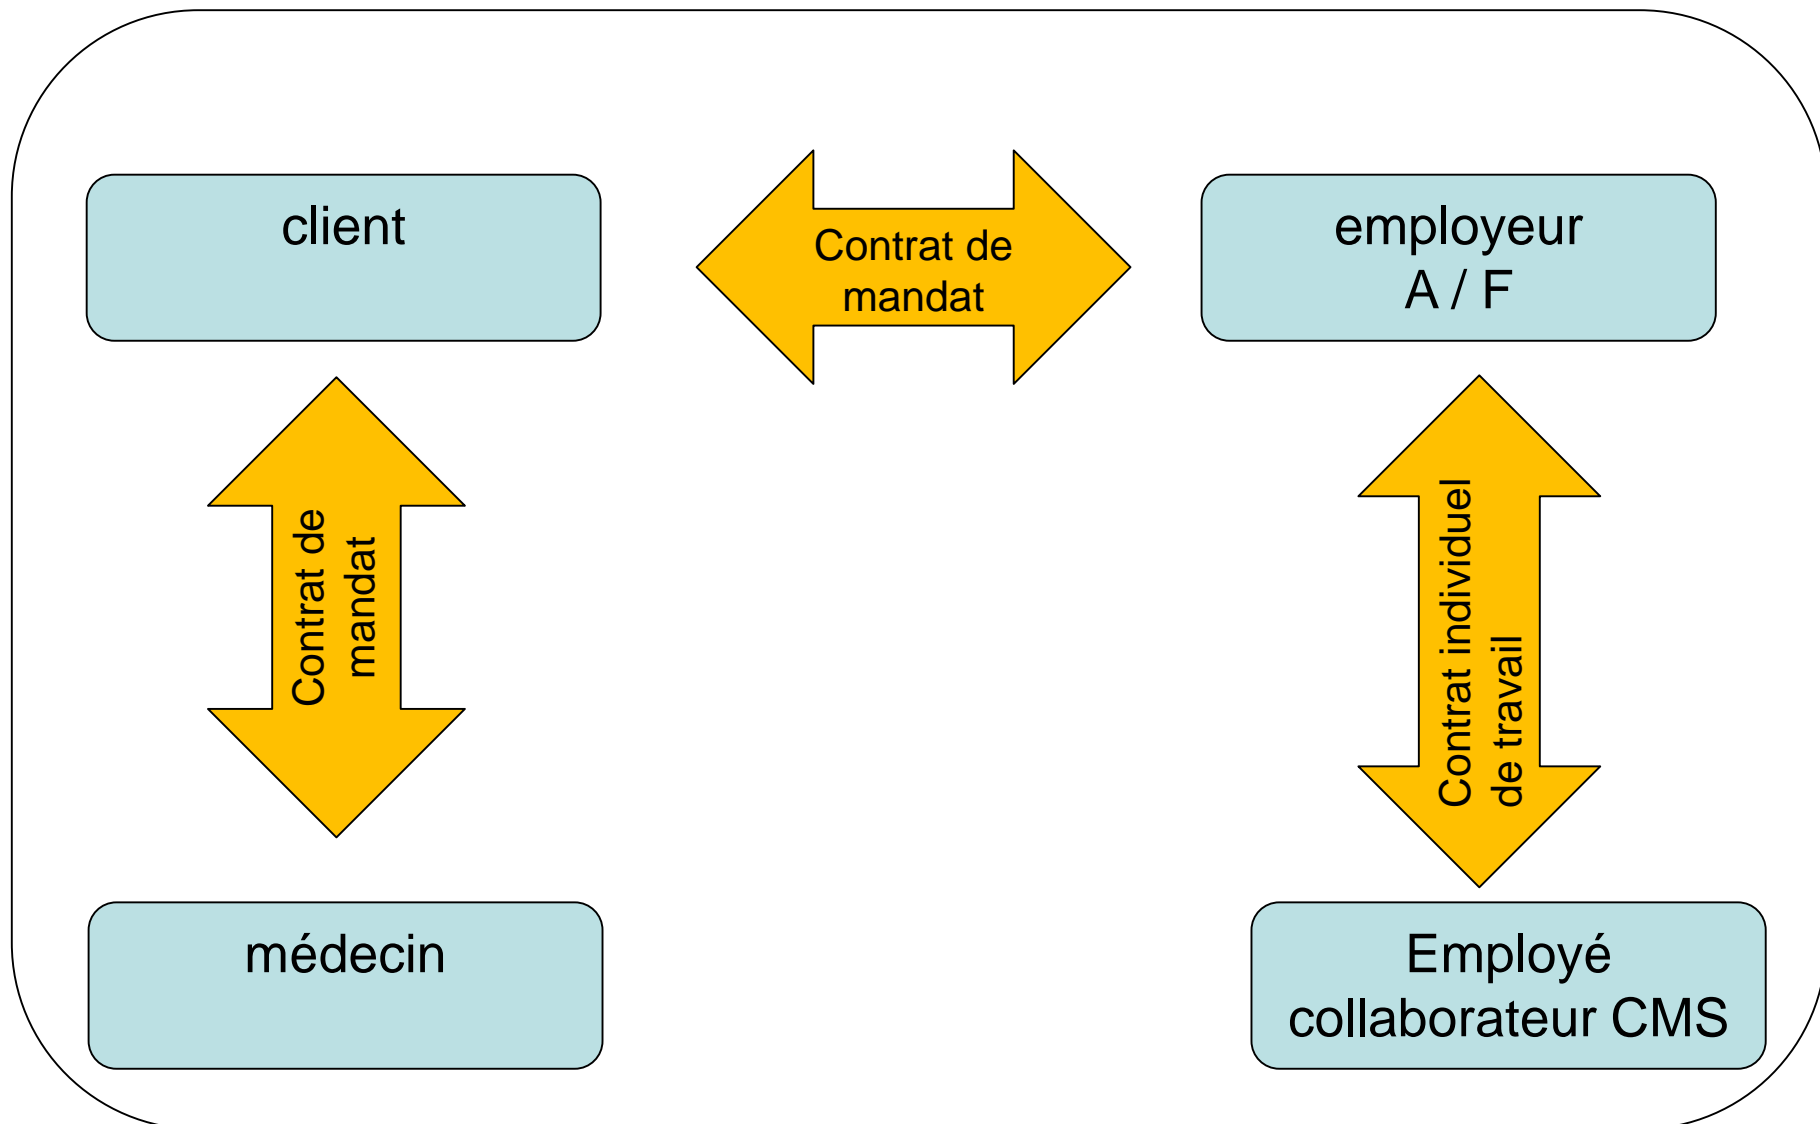 client
Contrat de
mandat
employeur
A / F
Contrat de
mandat
Contrat individuel
de travail
médecin
Employé
collaborateur CMS